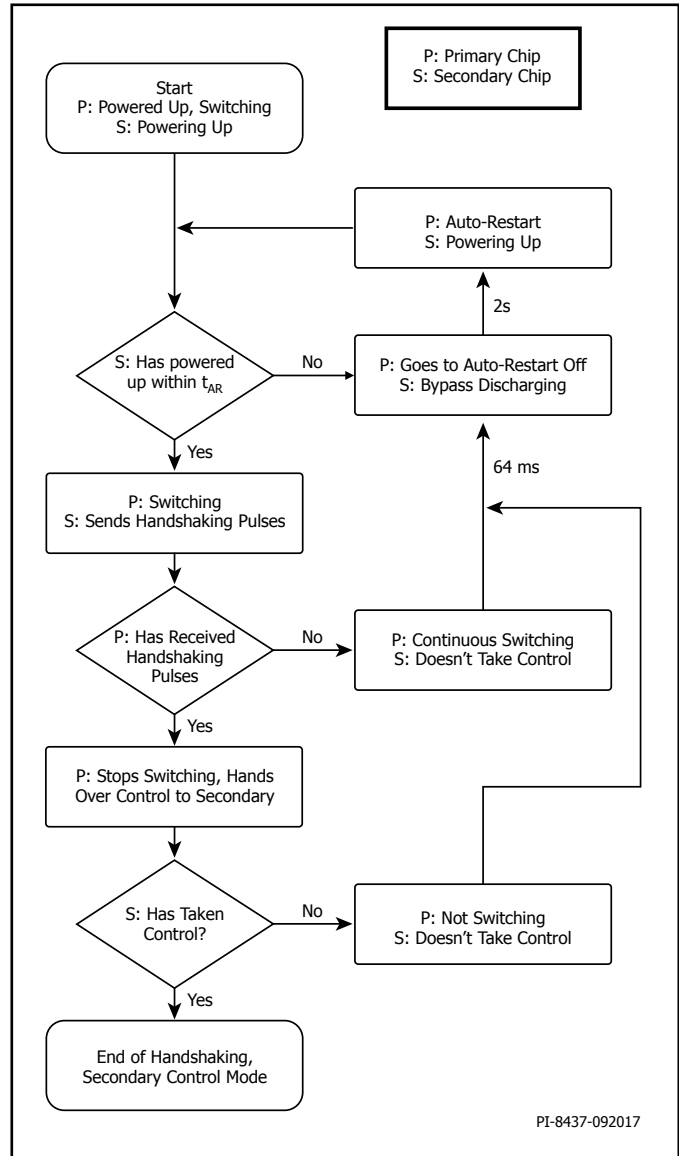 P: Primary Chip
S: Secondary Chip
Start
P: Powered Up, Switching
S: Powering Up
P: Auto-Restart
S: Powering Up
2s
S: Has powered
up within tAR
No
P: Goes to Auto-Restart Off
S: Bypass Discharging
Yes
64 ms
P: Switching
S: Sends Handshaking Pulses
P: Has Received
Handshaking
Pulses
No
P: Continuous Switching
S: Doesn't Take Control
Yes
P: Stops Switching, Hands
Over Control to Secondary
S: Has Taken
Control?
No
P: Not Switching
S: Doesn't Take Control
Yes
End of Handshaking,
Secondary Control Mode
PI-8437-092017